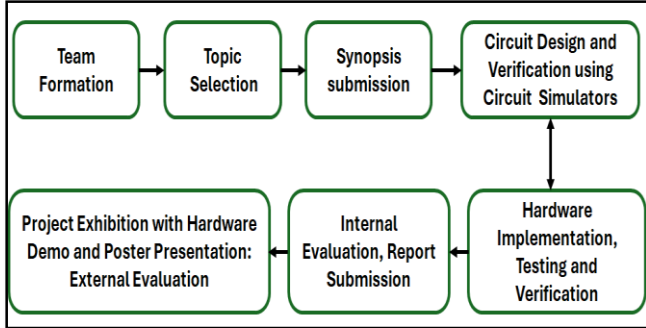 Team
Formation
Topic
Selection
Synopsis
submission
Circuit Design and
Verification using
Circuit Simulators
Hardware
Implementation,
Testing and
Verification
Internal
Evaluation, Report
Submission
Project Exhibition with Hardware
Demo and Poster Presentation:
External Evaluation